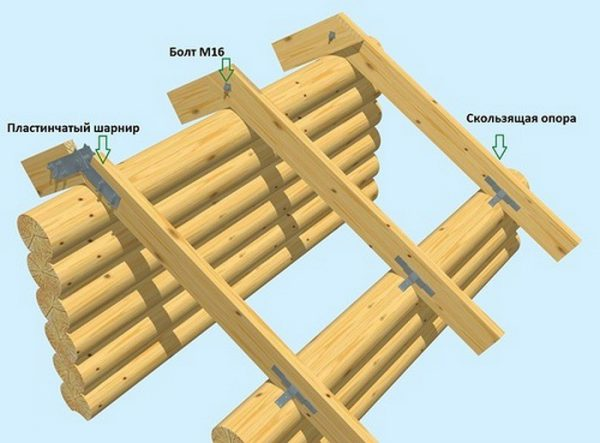 Болт М16
Пластинчатый шарнир
Скользящая опора